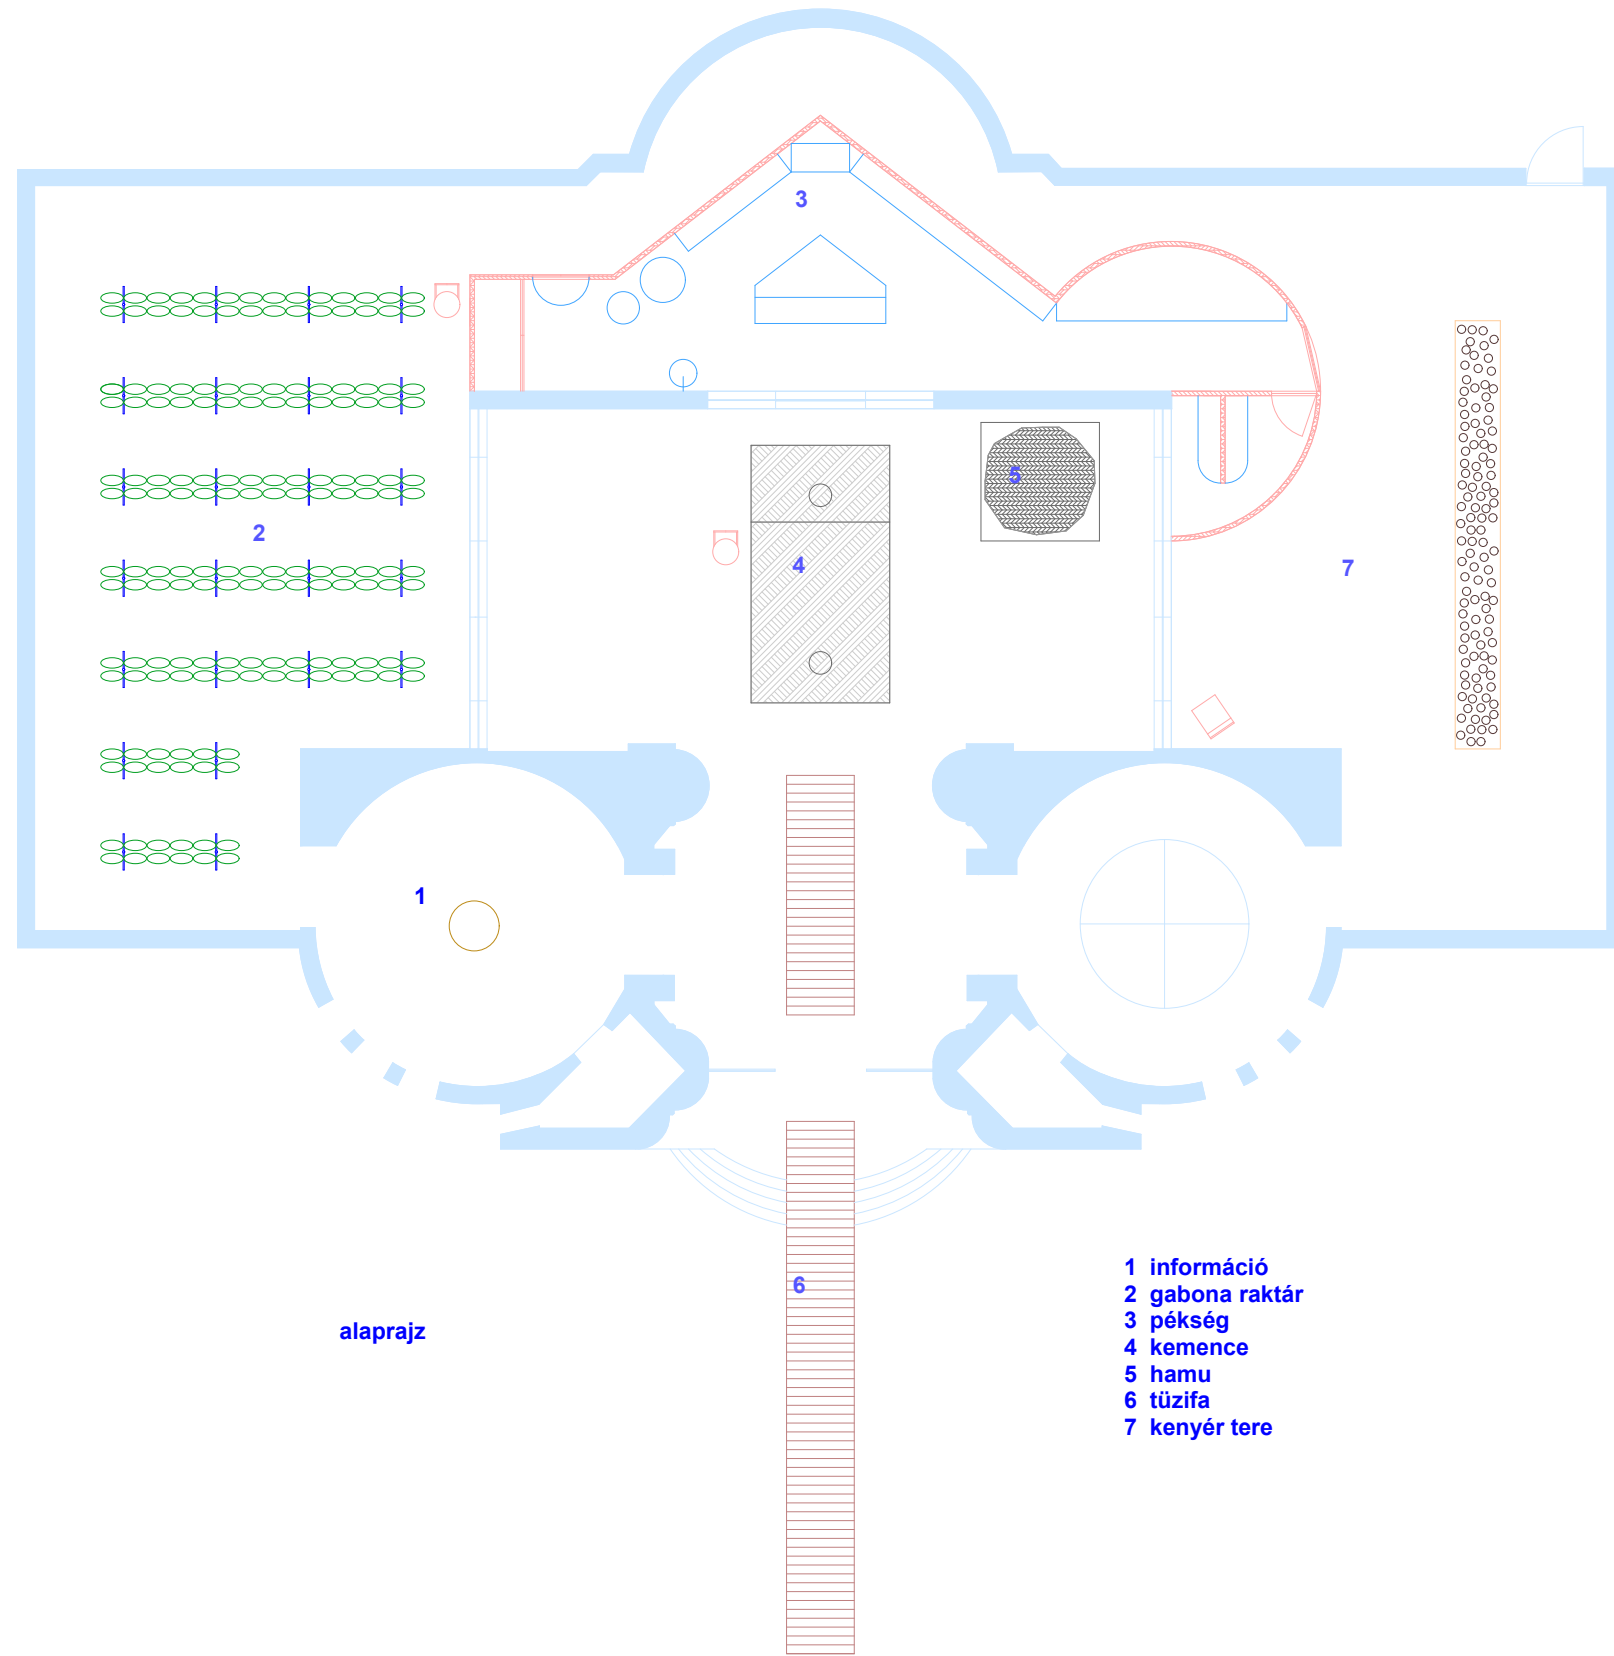 3
5
2
4
7
1
6
1 információ
2 gabona raktár
3 pékség
4 kemence
5 hamu
6 tüzifa
7 kenyér tere
alaprajz